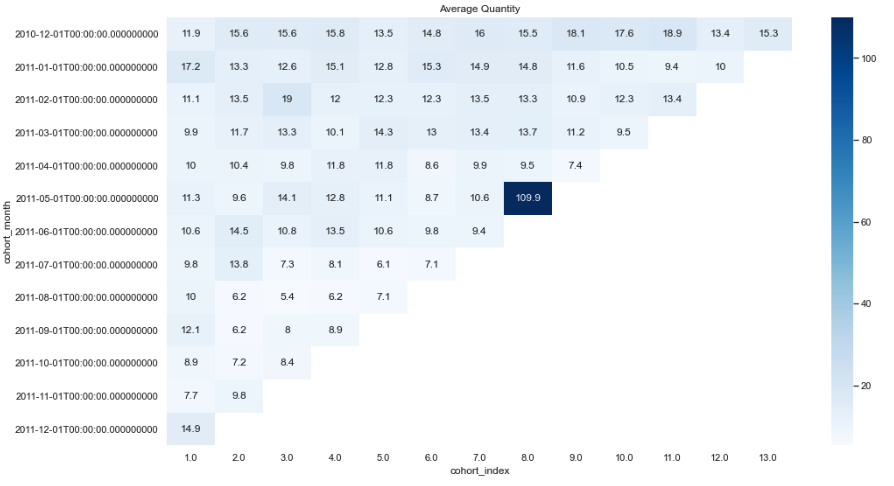 Average Quantity
2010-12-01T00:00:00.000000000 11.9 15.6 15.6 15.8 13.5 14.8 16 15.5 18.1 17.6 18.9 13.4 15.3
2011-01-01T00:00:00.000000000 17.2 13.3 12.6 15.1 12.8 15.3 14.9 14.8 11.6 10.5 9.4 10
2011-02-01T00:00:00.000000000 11.1 13.5 19 12 12.3 12.3 13.5 13.3 10.9 12.3 13.4
2011-03-01T00:00:00.000000000 9.9 11.7 13.3 10.1 14.3 13 13.4 13.7 11.2 9.5
2011-04-01T00:00:00.000000000 10 10.4 9.8 11.8 11.8 8.6 9.9 9.5 7.4
2011-05-01T00:00:00.000000000 11.3 9.6 14.1 12.8 11.1 8.7 10.6 109.9
2011-06-01T00:00:00.000000000 10.6 14.5 10.8 13.5 10.6 9.8 9.4
2011-07-01T00:00:00.000000000 9.8 13.8 7.3 8.1 6.1 7.1
2011-08-01T00:00:00.000000000 10 6.2 5.4 6.2 7.1
2011-09-01T00:00:00.000000000 12.1 6.2 8 8.9
2011-10-01T00:00:00.000000000 8.9 7.2 8.4
2011-11-01T00:00:00.000000000 7.7 9.8
2011-12-01T00:00:00.000000000 14.9
1.0 2.0 3.0 4.0 5.0 6.0 7.0 8.0 9.0 10.0 11.0 12.0 13.0
cohort_index
cohort_month
100
80
60
40
20